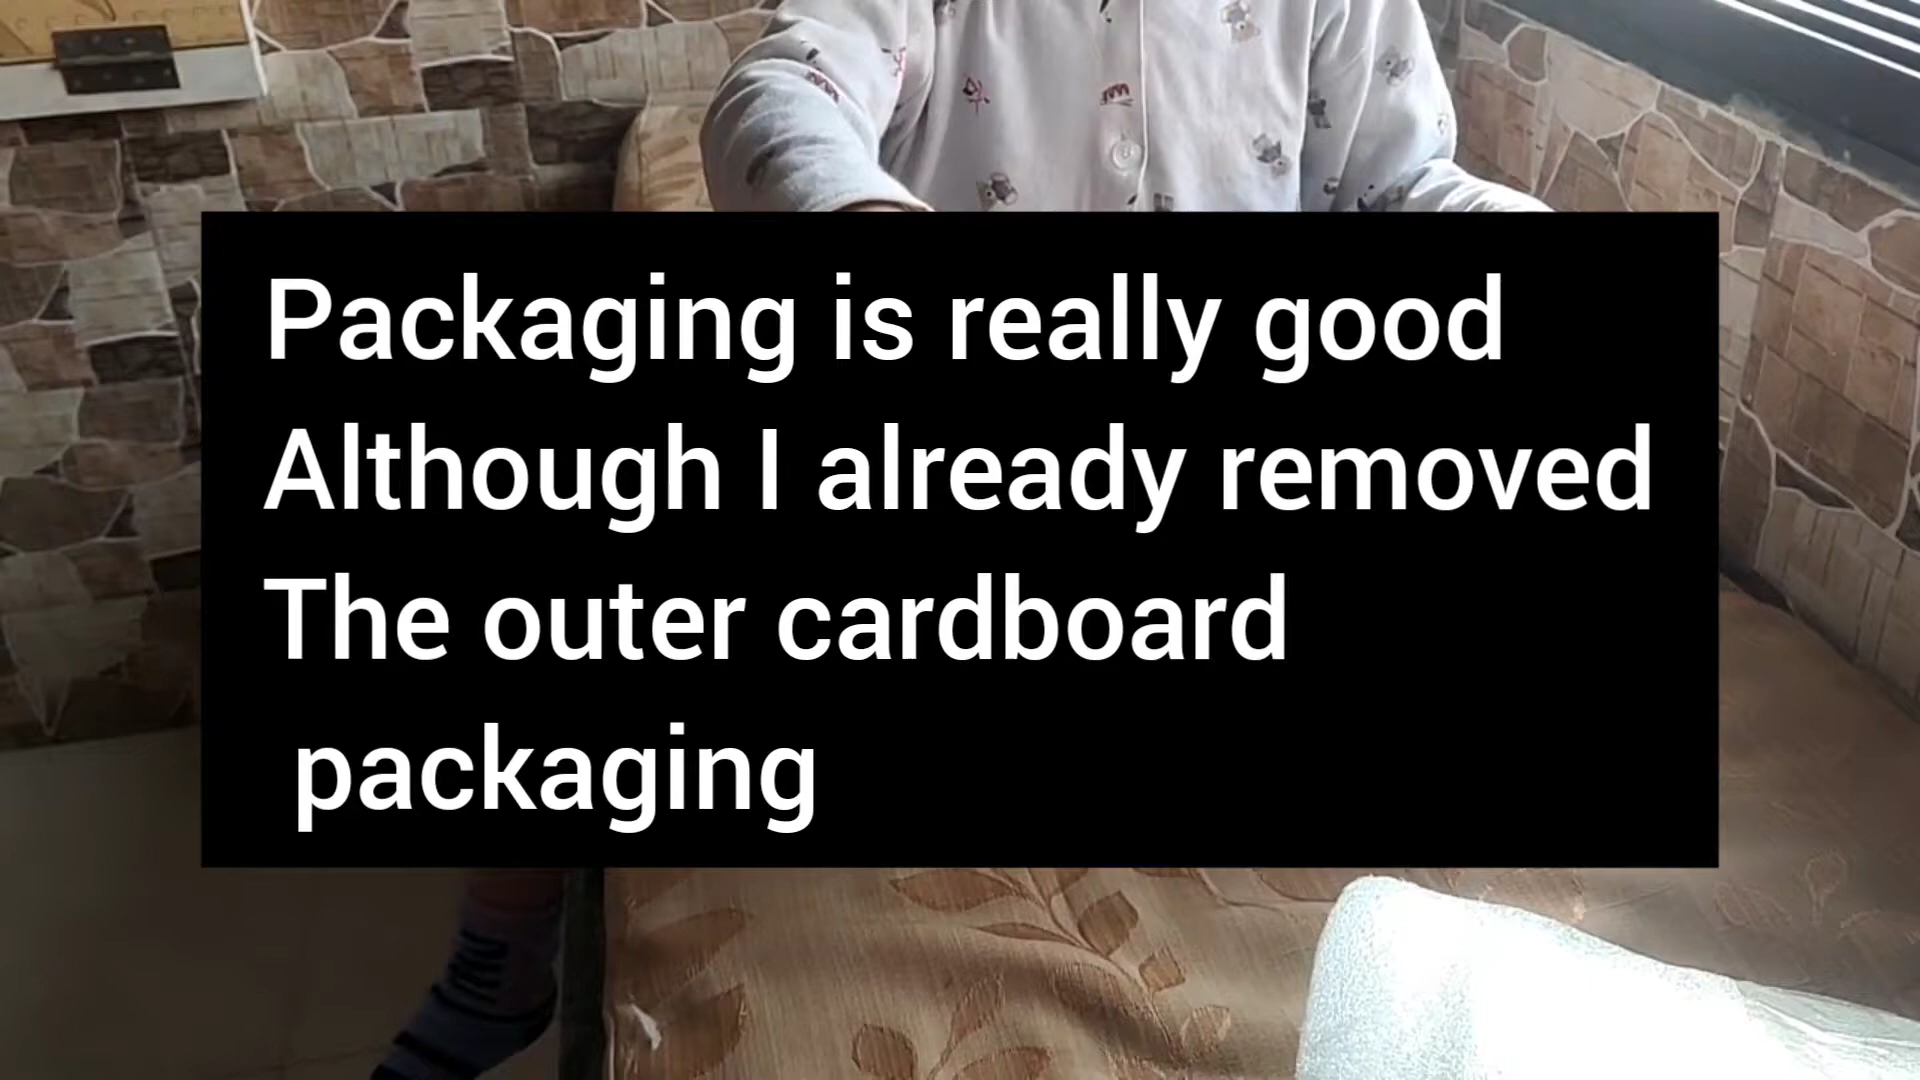 Packaging is really good
Although I already removed
The outer cardboard
packaging